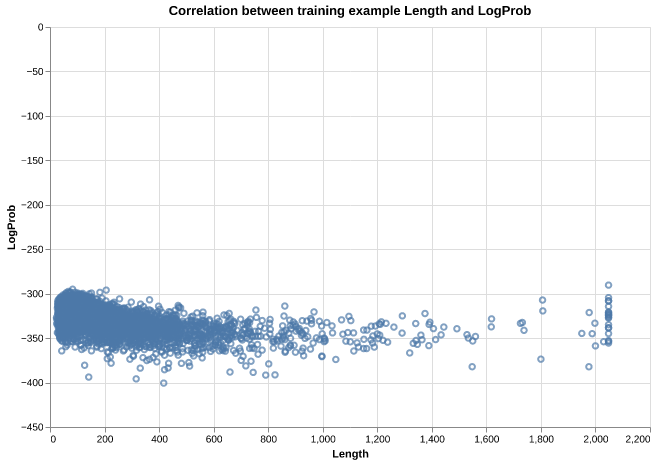 Correlation between training example Length and LogProb
0
−50
−100
−150
−200
−250
−300
−350
−400
−450
LogProb
0 200 400 600 800 1,000 1,200 1,400 1,600 1,800 2,000 2,200
Length